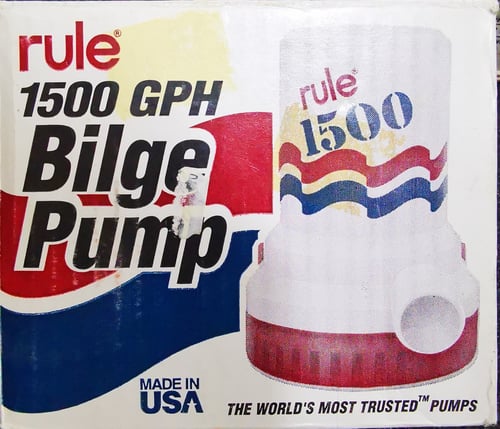 rule®
1500 GPH
Bilge
Pump
rule®
1500
MADE IN
USA
THE WORLD'S MOST TRUSTED™ PUMPS